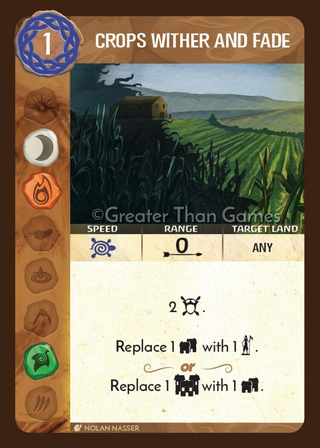 1 CROPS WITHER AND FADE
©Greater Than Games
SPEED RANGE TARGET LAND
0 ANY
2 .
Replace 1 with 1 .
or
Replace 1 with 1 .
NOLAN NASSER